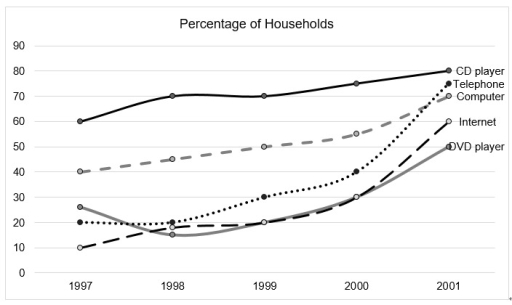 Percentage of Households
90
80
70
60
50
40
30
20
10
0
CD player
Telephone
Computer
Internet
DVD player
1997 1998 1999 2000 2001